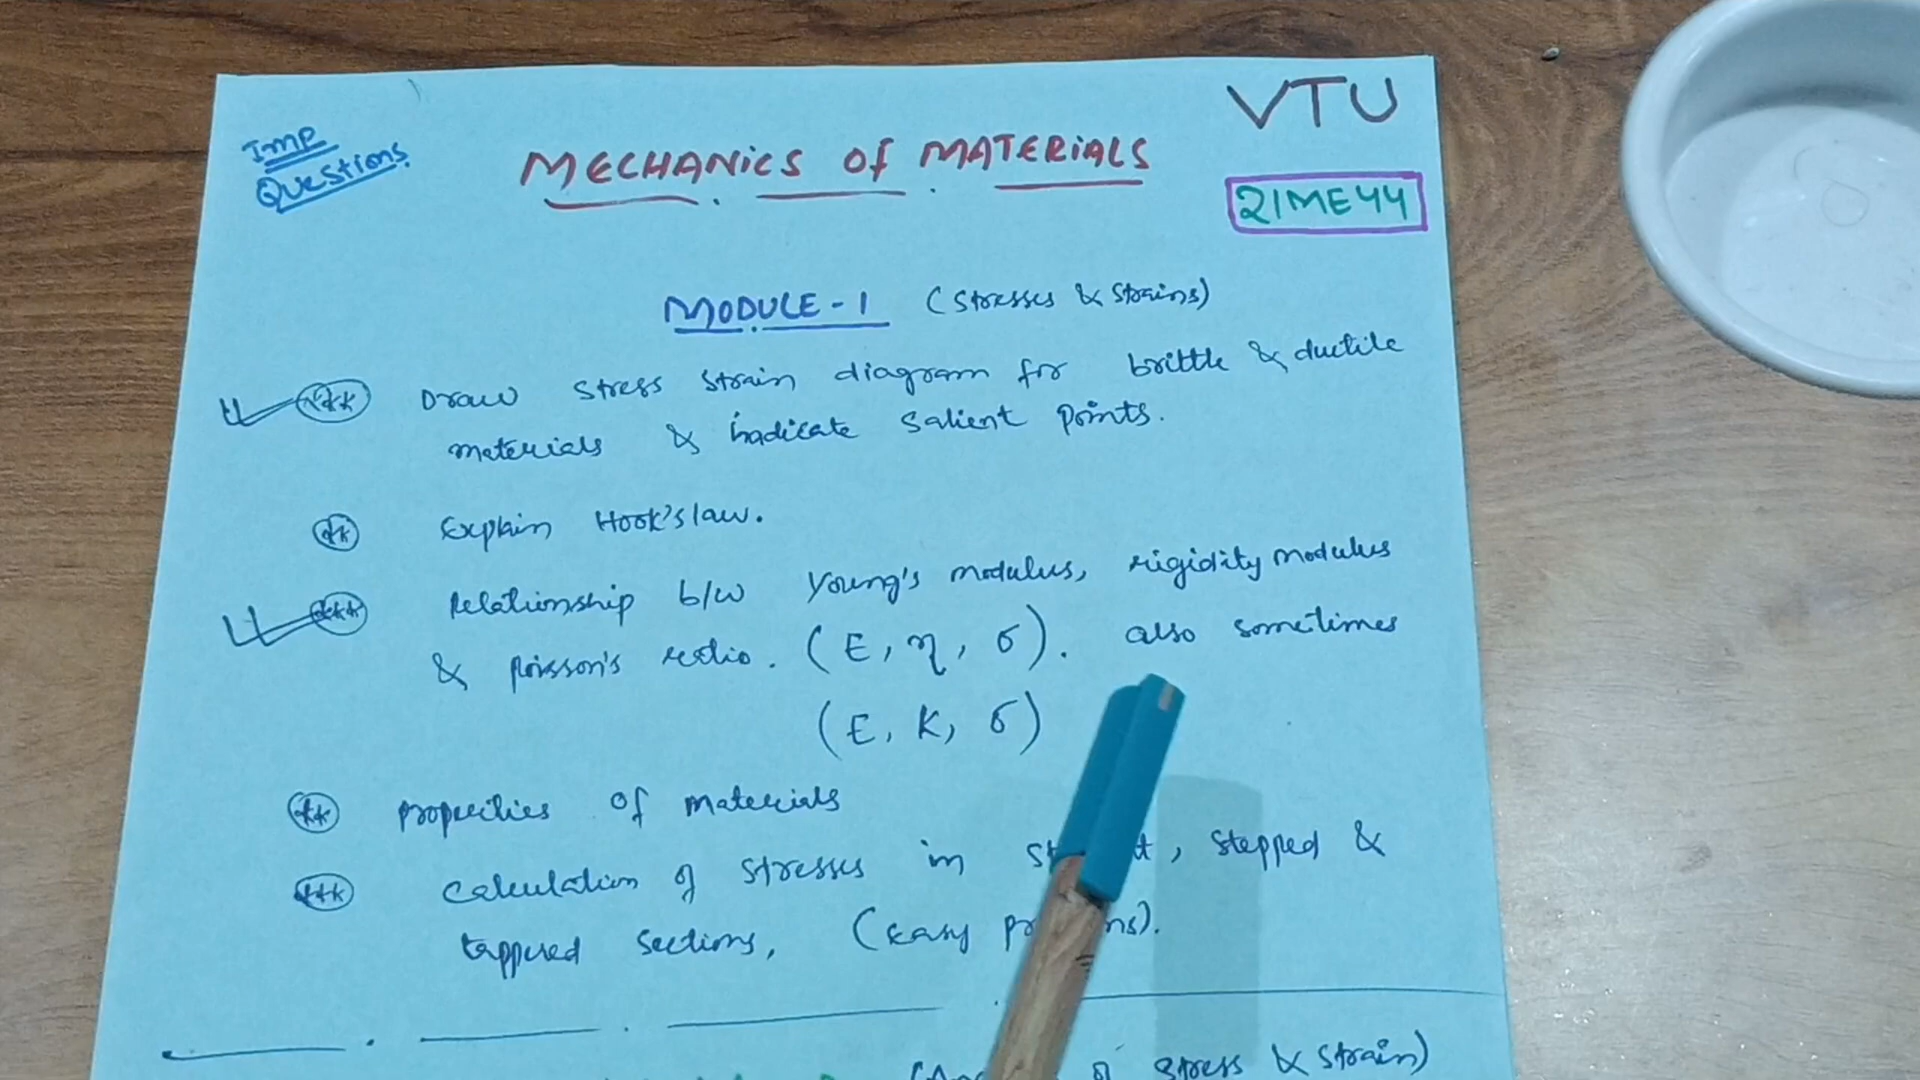 Imp
Questions
VTU
MECHANICS Of MATERIALS
21ME44
MODULE-1 (Stresses & Strains)
*** Draw stress strain diagram for brittle & ductile
materials & indicate salient points.
** Explain Hook's law.
*** Relationship b/w Young's modulus, rigidity modulus
& Poisson's ratio. (E, η, σ). also sometimes
(E, K, σ)
** properties of materials
*** Calculation of stresses in stepped &
tappered sections, (easy
stress & strain)